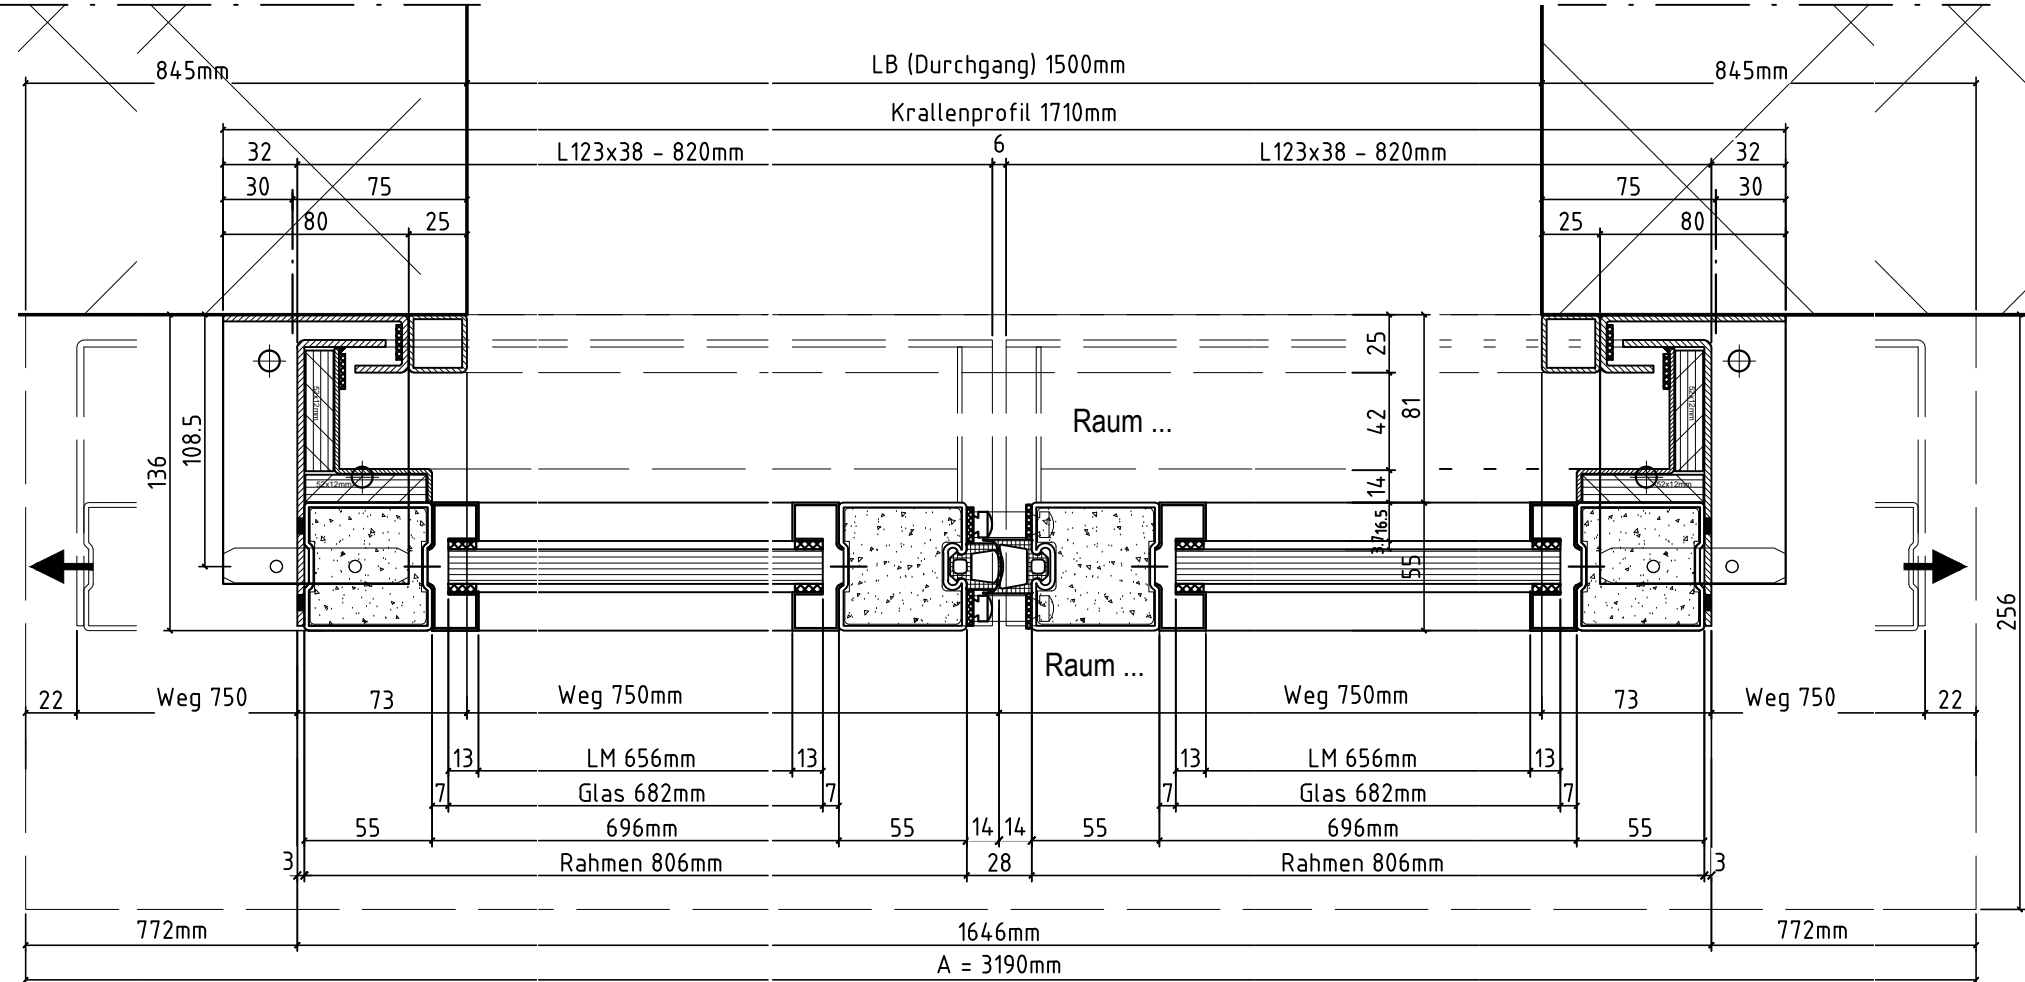 845mm LB (Durchgang) 1500mm 845mm
Krallenprofil 1710mm
32 L123x38 - 820mm 6 L123x38 - 820mm 32
30 75 75 30
80 25 25 80
25
52x12mm 42 81 52x12mm
Raum ...
108.5
136
52x12mm 14 52x12mm
16.5
3.7
55
256
Raum ...
22 Weg 750 73 Weg 750mm Weg 750mm 73 Weg 750 22
13 LM 656mm 13 13 LM 656mm 13
7 Glas 682mm 7 7 Glas 682mm 7
55 696mm 55 14 14 55 696mm 55
3 Rahmen 806mm 28 Rahmen 806mm 3
772mm 1646mm 772mm
A = 3190mm